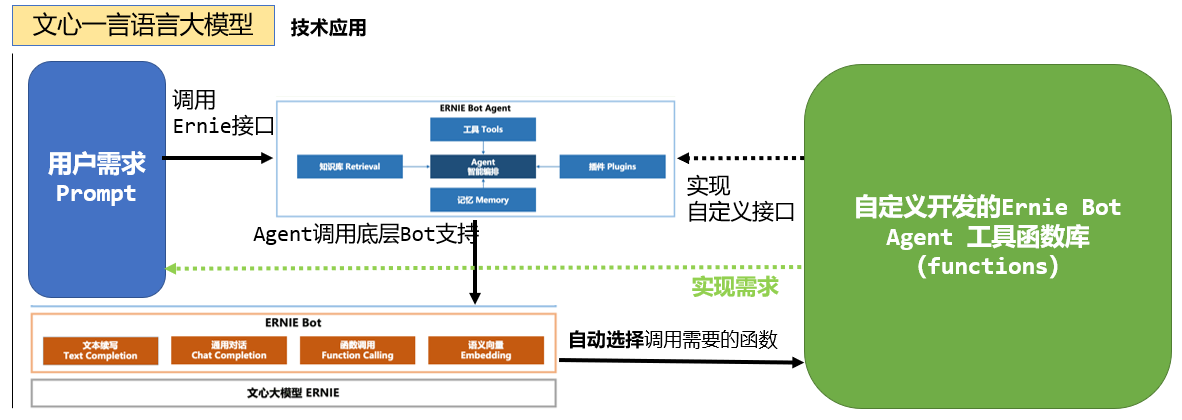 文心一言语言大模型
技术应用
用户需求
Prompt
调用
Ernie接口
ERNIE Bot Agent
工具 Tools
知识库 Retrieval
Agent
智能编排
插件 Plugins
记忆 Memory
实现
自定义接口
自定义开发的Ernie Bot
Agent 工具函数库
(functions)
Agent调用底层Bot支持
实现需求
ERNIE Bot
文本续写
Text Completion
通用对话
Chat Completion
函数调用
Function Calling
语义向量
Embedding
自动选择调用需要的函数
文心大模型 ERNIE